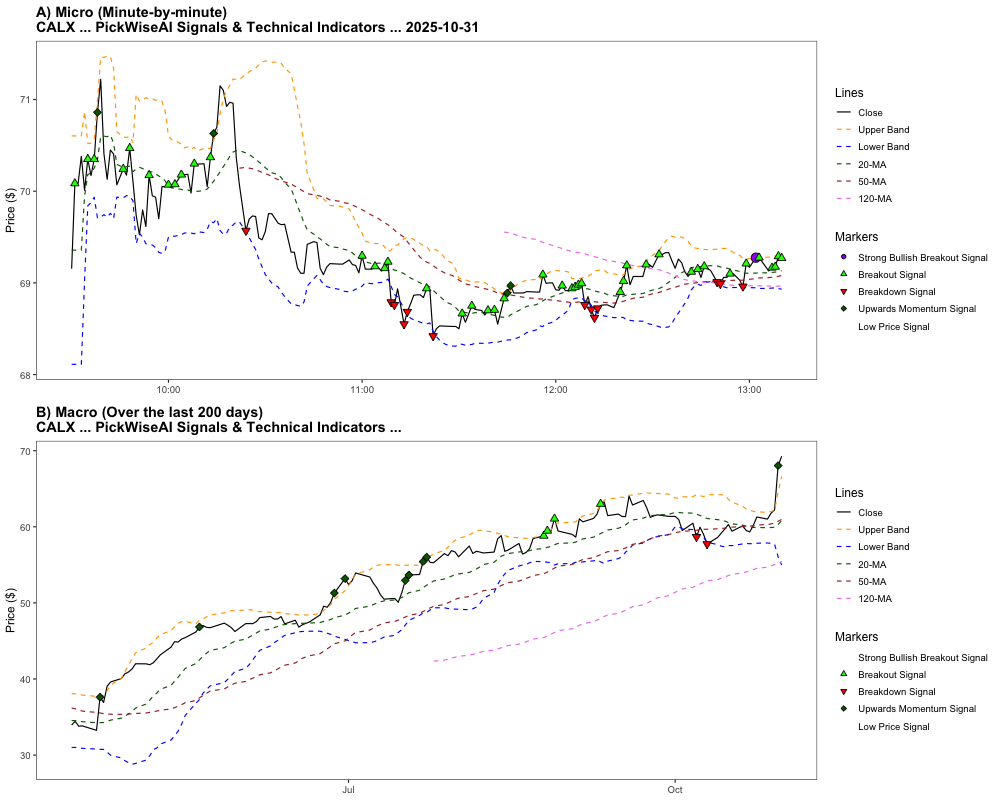 A) Micro (Minute-by-minute)
CALX ... PickWiseAI Signals & Technical Indicators ... 2025-10-31
Price ($)
71
70
69
68
10:00
11:00
12:00
13:00
Lines
Close
Upper Band
Lower Band
20-MA
50-MA
120-MA
Markers
Strong Bullish Breakout Signal
Breakout Signal
Breakdown Signal
Upwards Momentum Signal
Low Price Signal
B) Macro (Over the last 200 days)
CALX ... PickWiseAI Signals & Technical Indicators ...
Price ($)
70
60
50
40
30
Jul
Oct
Lines
Close
Upper Band
Lower Band
20-MA
50-MA
120-MA
Markers
Strong Bullish Breakout Signal
Breakout Signal
Breakdown Signal
Upwards Momentum Signal
Low Price Signal